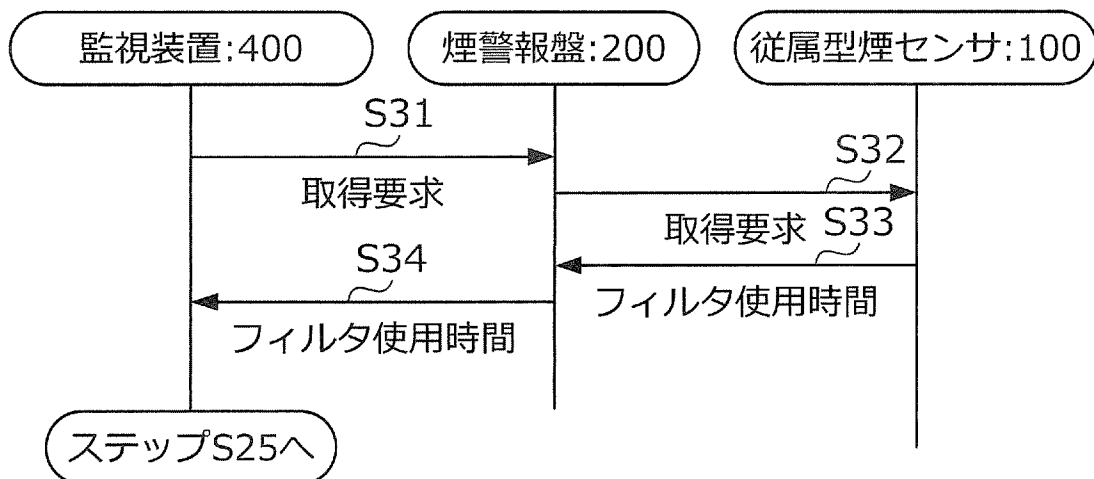 監視装置:400
煙警報盤:200
従属型煙センサ:100
S31
取得要求
S32
取得要求
S33
フィルタ使用時間
S34
フィルタ使用時間
ステップS25へ